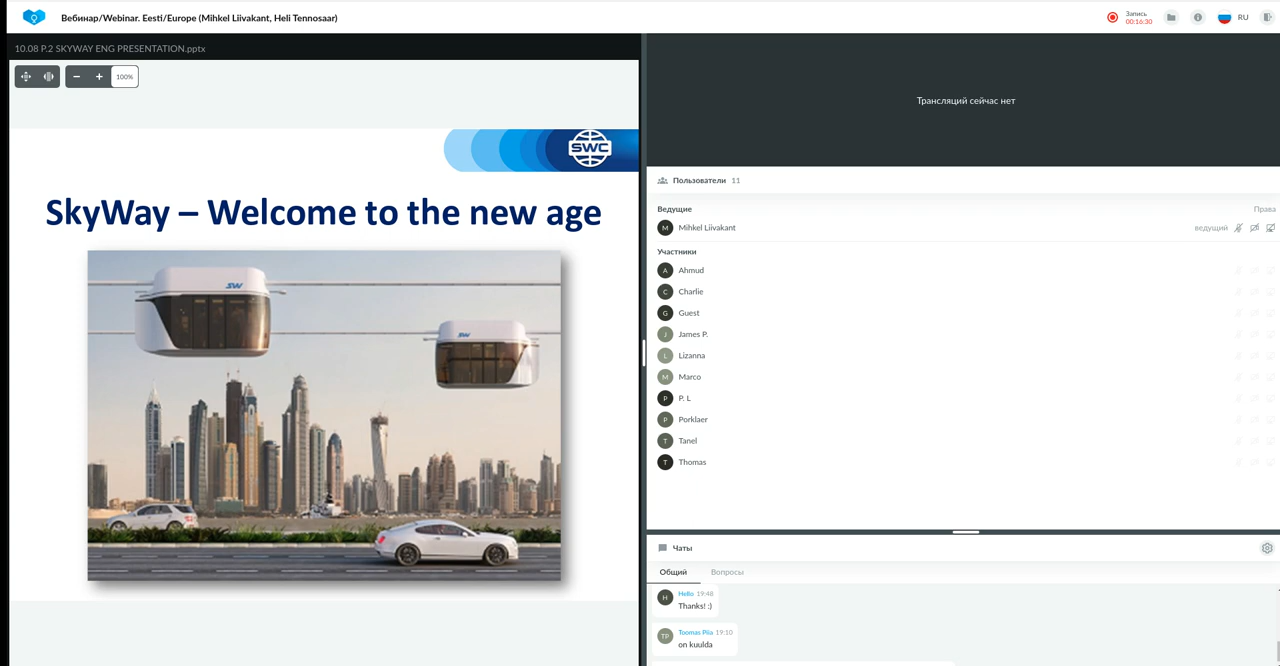 Вебинар/Webinar. Eesti/Europe (Mihkel Liivakant, Heli Tennosaar)
Запись
00:16:30
RU
10.08 P.2 SKYWAY ENG PRESENTATION.pptx
100%
SWC
SkyWay – Welcome to the new age
SW
SW
Трансляций сейчас нет
Пользователи 11
Ведущие Права
M Mihkel Liivakant ведущий
Участники
A Ahmud
C Charlie
G Guest
J James P.
L Lizanna
M Marco
P P. L
P Porklaer
T Tanel
T Thomas
Чаты
Общий Вопросы
H Hello 19:48
Thanks! :)
TP Toomas Pila 19:10
on kuulda